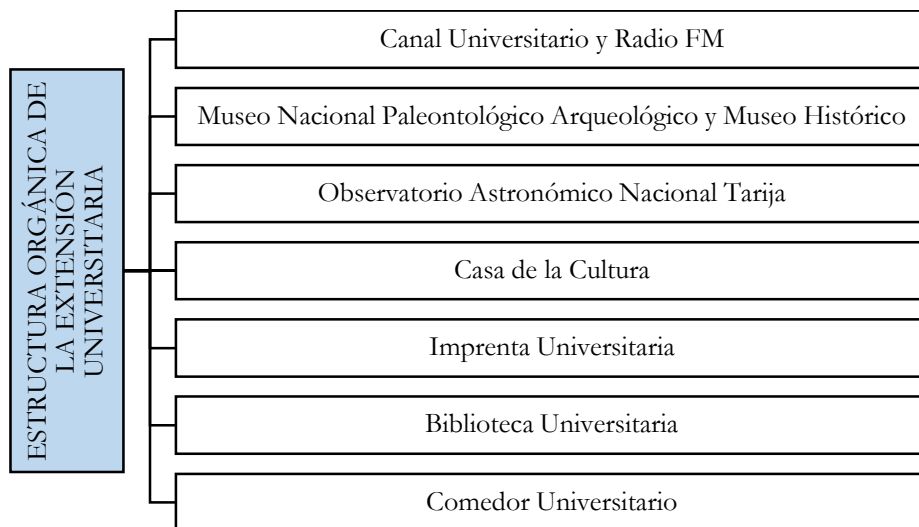 ESTRUCTURA ORGÁNICA DE
LA EXTENSIÓN
UNIVERSITARIA
Canal Universitario y Radio FM
Museo Nacional Paleontológico Arqueológico y Museo Histórico
Observatorio Astronómico Nacional Tarija
Casa de la Cultura
Imprenta Universitaria
Biblioteca Universitaria
Comedor Universitario